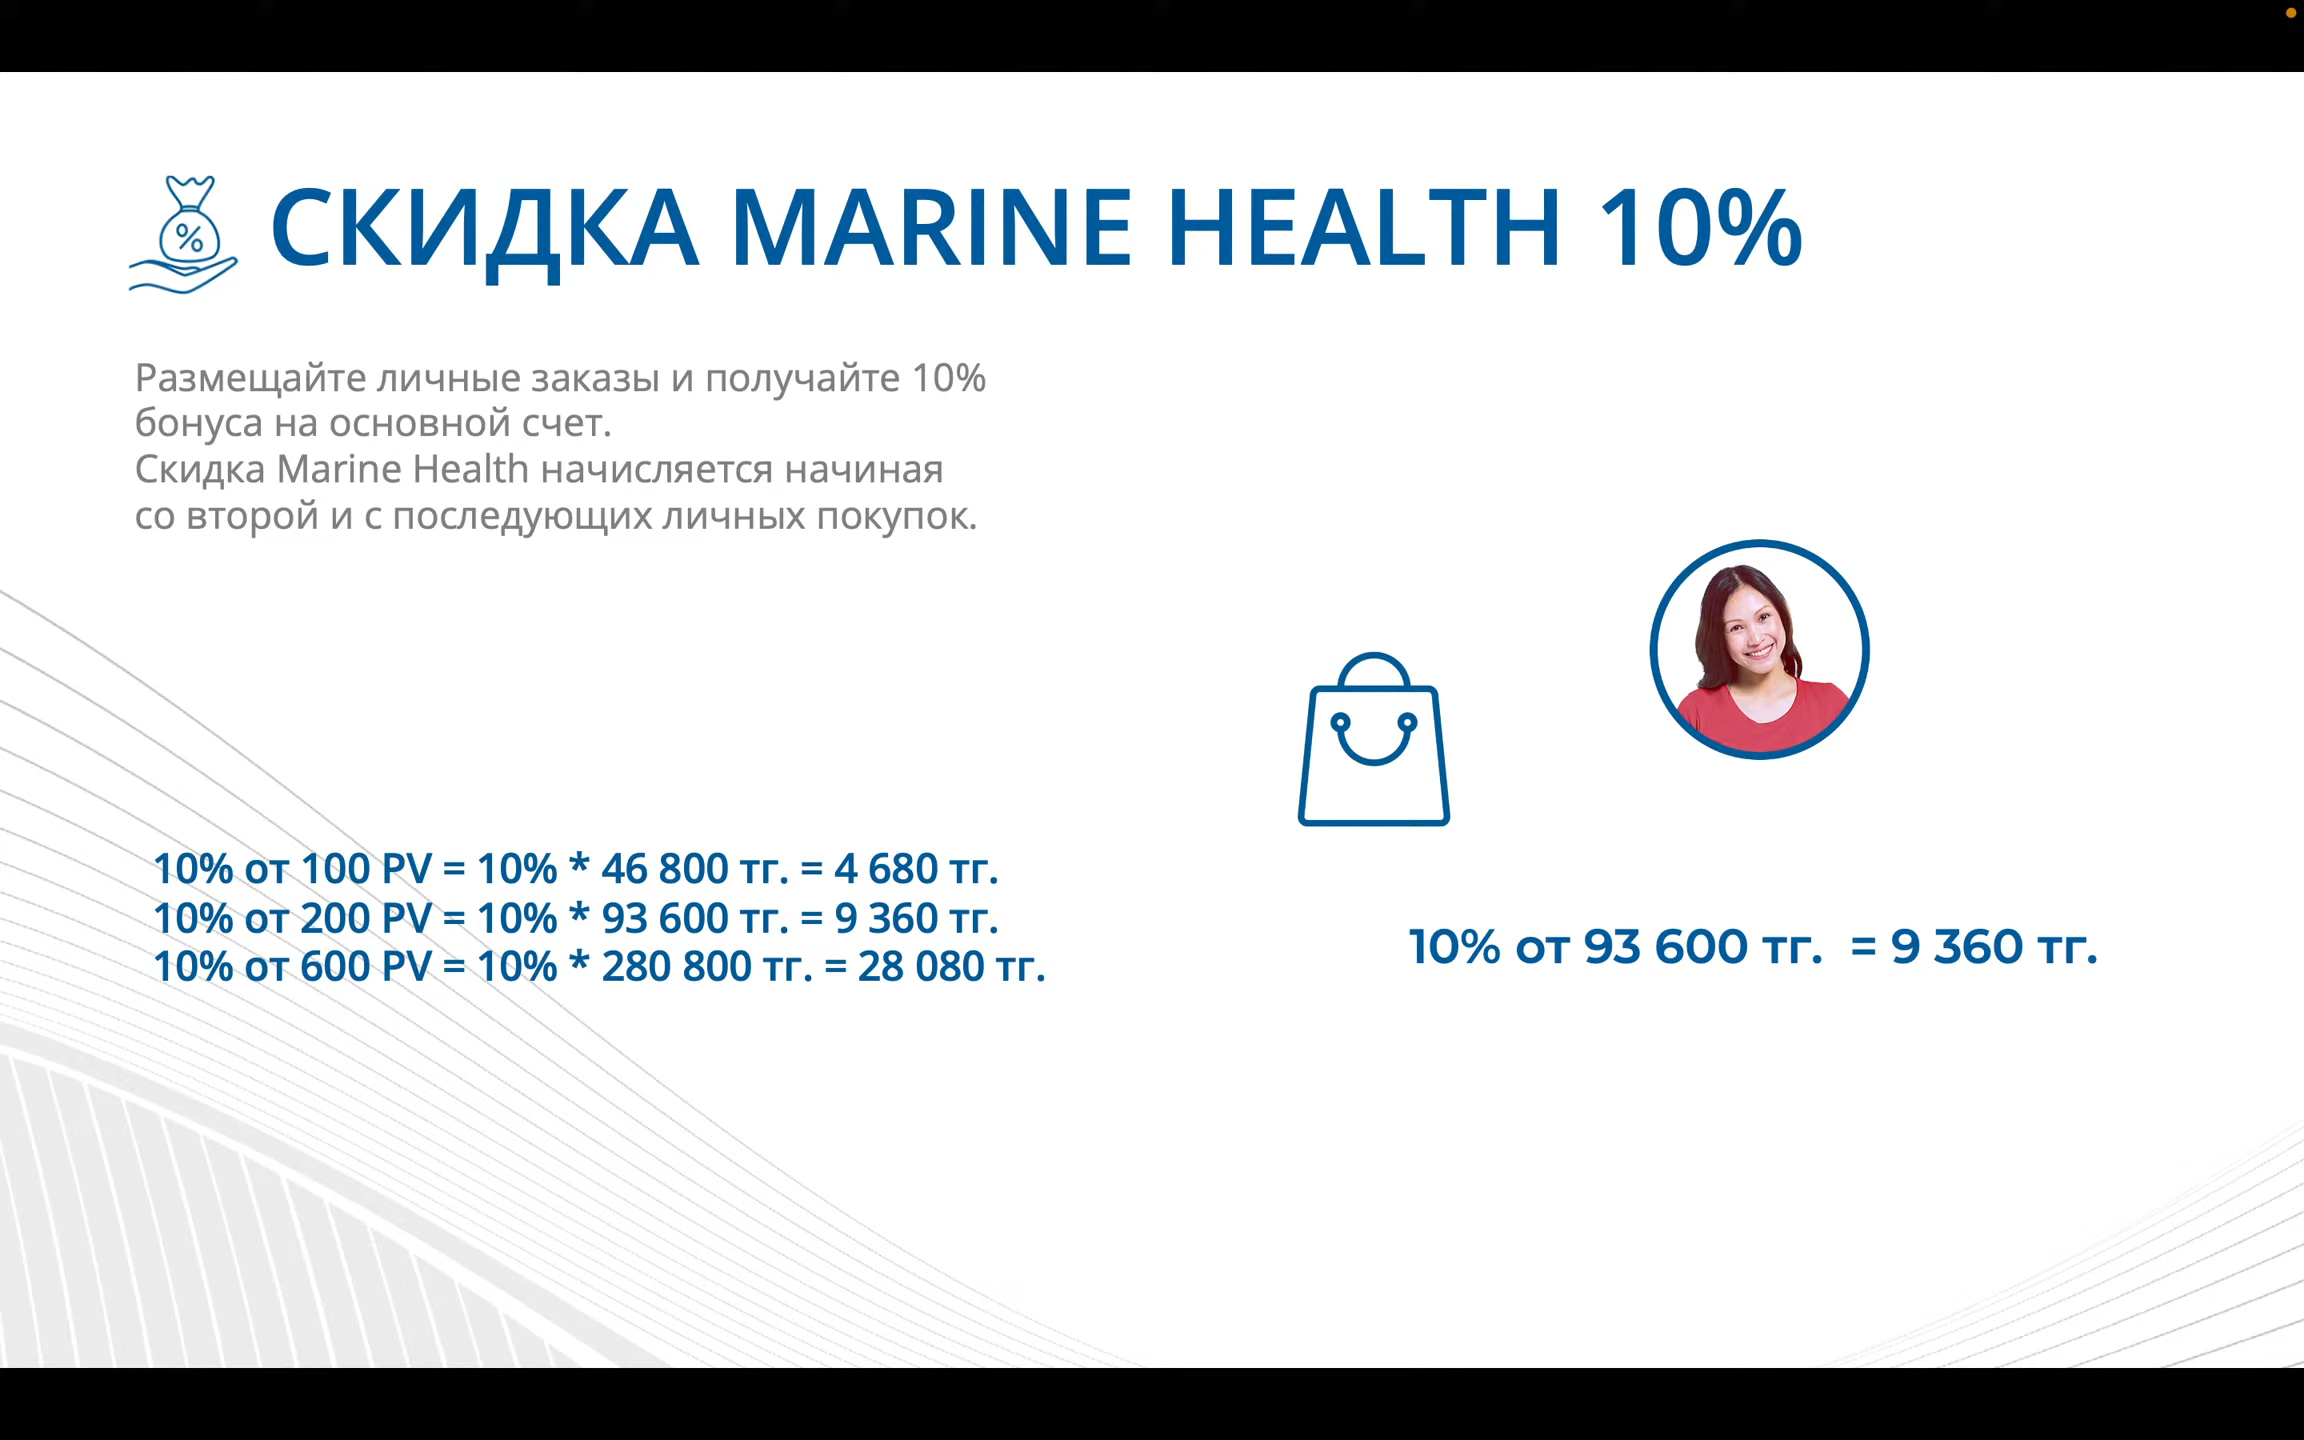 СКИДКА MARINE HEALTH 10%
Размещайте личные заказы и получайте 10%
бонуса на основной счет.
Скидка Marine Health начисляется начиная
со второй и с последующих личных покупок.
10% от 100 PV = 10% * 46 800 тг. = 4 680 тг.
10% от 200 PV = 10% * 93 600 тг. = 9 360 тг.
10% от 600 PV = 10% * 280 800 тг. = 28 080 тг.
10% от 93 600 тг. = 9 360 тг.